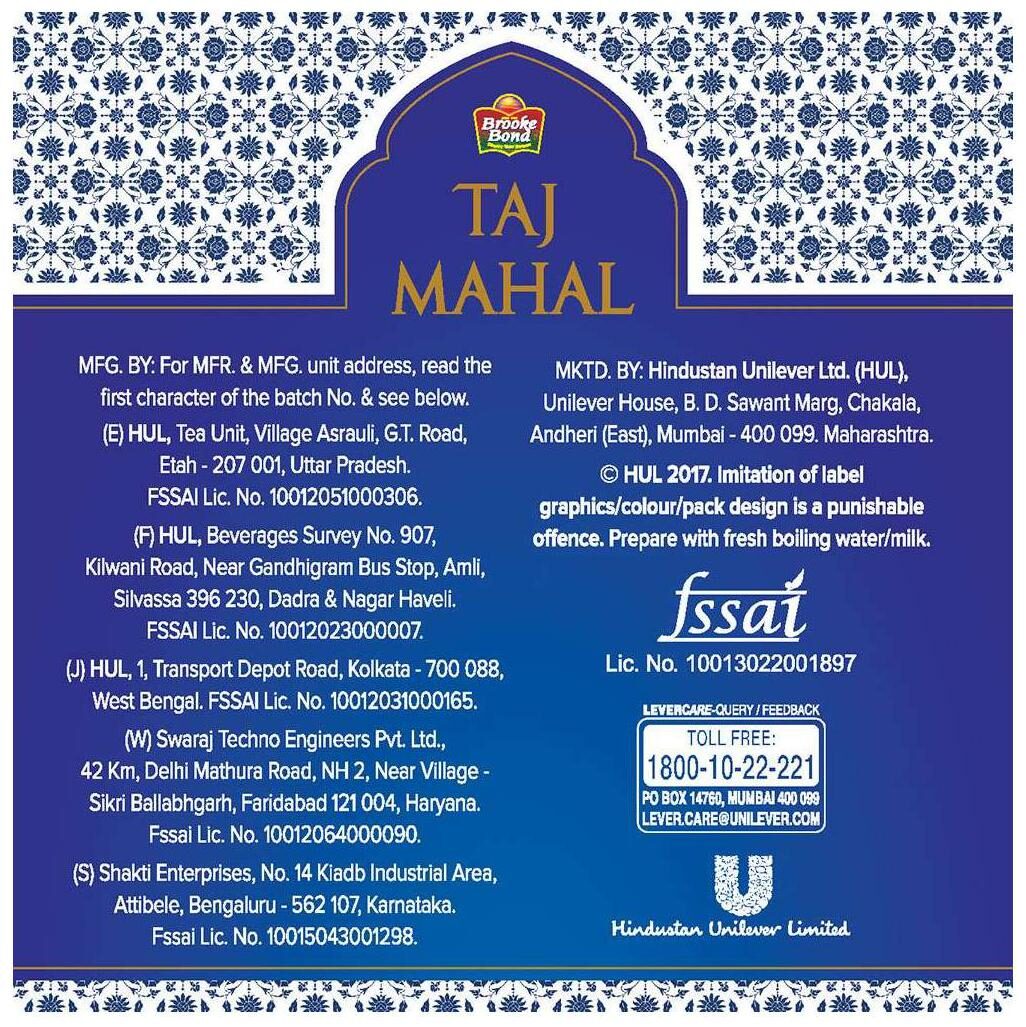 Brooke
Bond
TAJ
MAHAL
MFG. BY: For MFR. & MFG. unit address, read the
first character of the batch No. & see below.
(E) HUL, Tea Unit, Village Asrauli, G.T. Road,
Etah - 207 001, Uttar Pradesh.
FSSAI Lic. No. 10012051000306.
(F) HUL, Beverages Survey No. 907,
Kilwani Road, Near Gandhigram Bus Stop, Amli,
Silvassa 396 230, Dadra & Nagar Haveli.
FSSAI Lic. No. 10012023000007.
(J) HUL, 1, Transport Depot Road, Kolkata - 700 088,
West Bengal. FSSAI Lic. No. 10012031000165.
(W) Swaraj Techno Engineers Pvt. Ltd.,
42 Km, Delhi Mathura Road, NH 2, Near Village -
Sikri Ballabhgarh, Faridabad 121 004, Haryana.
Fssai Lic. No. 10012064000090.
(S) Shakti Enterprises, No. 14 Kiadb Industrial Area,
Attibele, Bengaluru - 562 107, Karnataka.
Fssai Lic. No. 10015043001298.
MKTD. BY: Hindustan Unilever Ltd. (HUL),
Unilever House, B. D. Sawant Marg, Chakala,
Andheri (East), Mumbai - 400 099. Maharashtra.
© HUL 2017. Imitation of label
graphics/colour/pack design is a punishable
offence. Prepare with fresh boiling water/milk.
fssai
Lic. No. 10013022001897
LEVERCARE-QUERY / FEEDBACK
TOLL FREE:
1800-10-22-221
PO BOX 14760, MUMBAI 400 099
LEVER.CARE@UNILEVER.COM
Hindustan Unilever Limited